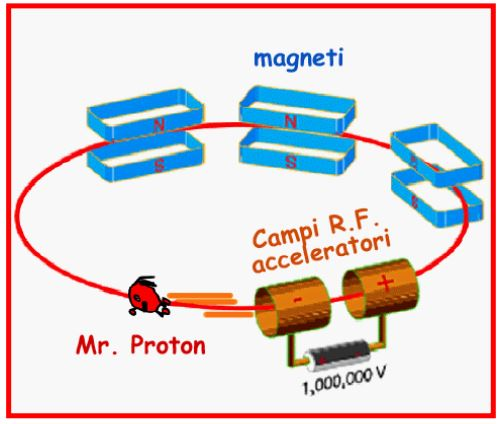 magneti
N
N
S
S
S
S
Campi R.F.
acceleratori
- +
Mr. Proton
1,000,000 V